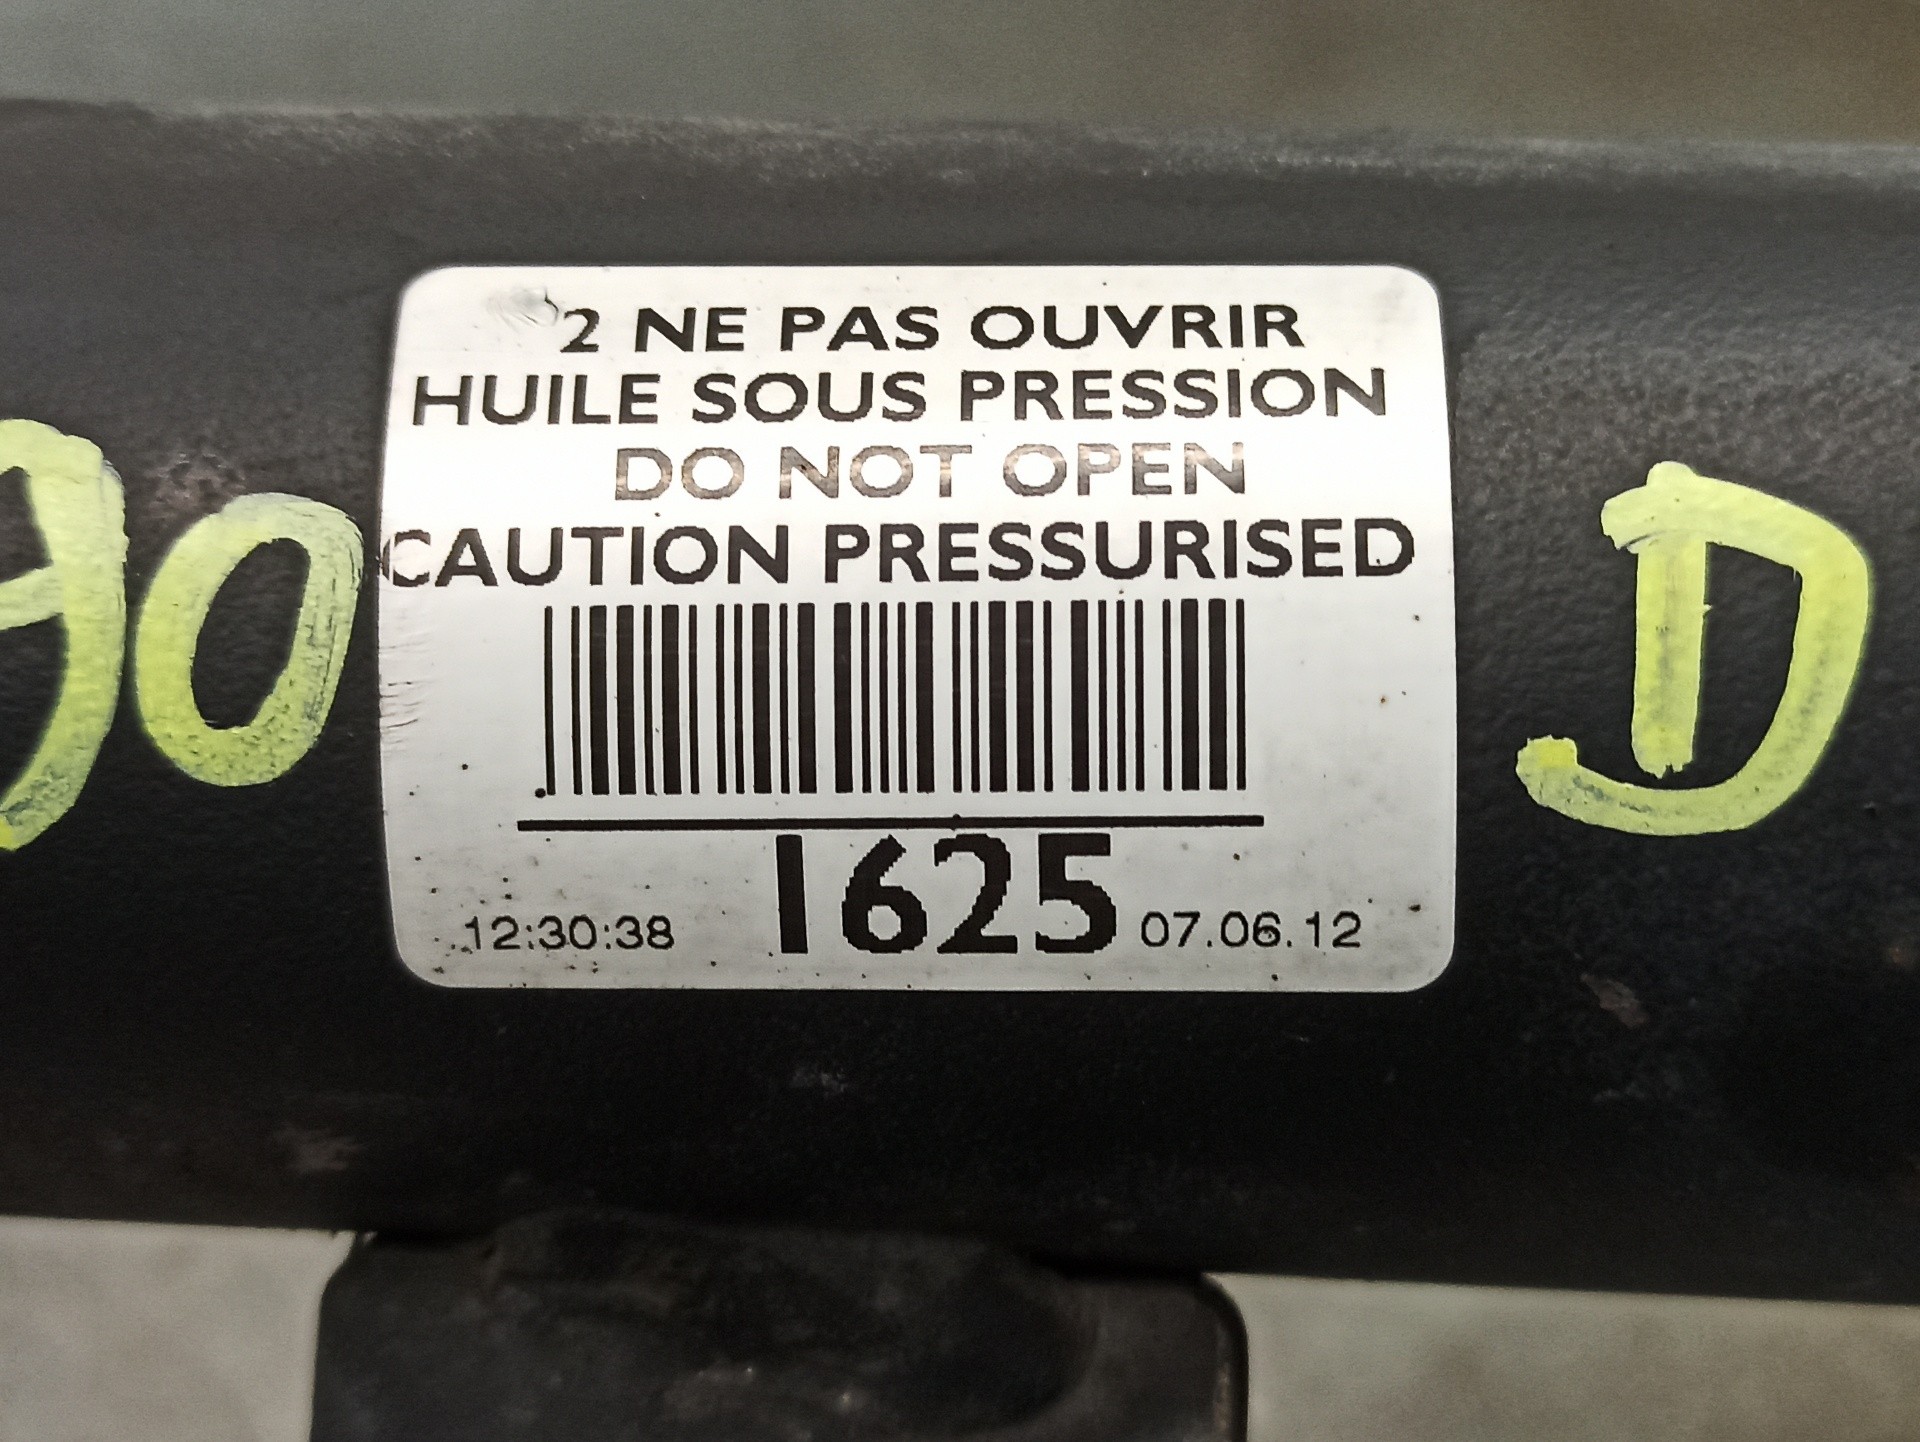 2 NE PAS OUVRIR
HUILE SOUS PRESSION
DO NOT OPEN
CAUTION PRESSURISED
1625
12:30:38 07.06.12
D